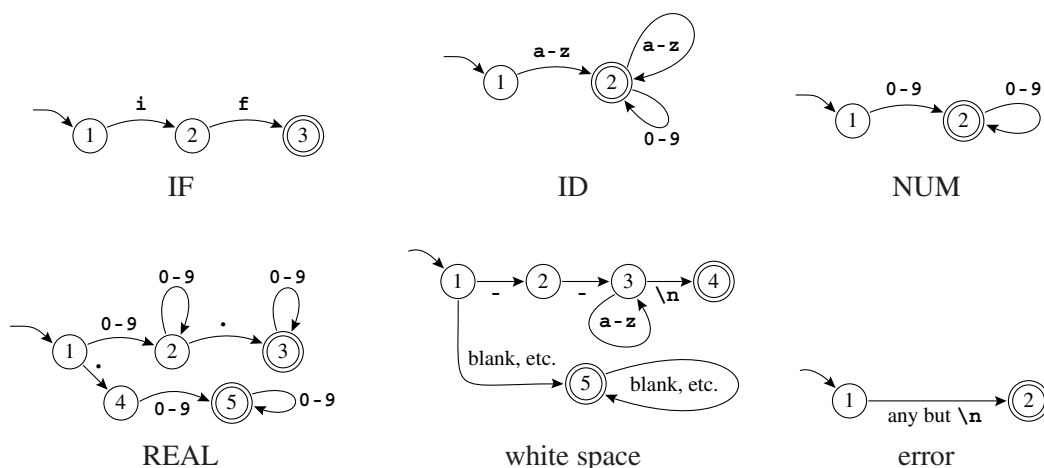 i f
1 2 3
IF
a-z a-z
1 2
0-9
ID
0-9 0-9
1 2
NUM
0-9 0-9
0-9 .
1 2 3
.
4 0-9 5 0-9
REAL
1 - 2 - 3 \n 4
a-z
blank, etc.
5 blank, etc.
white space
1 2
any but \n
error